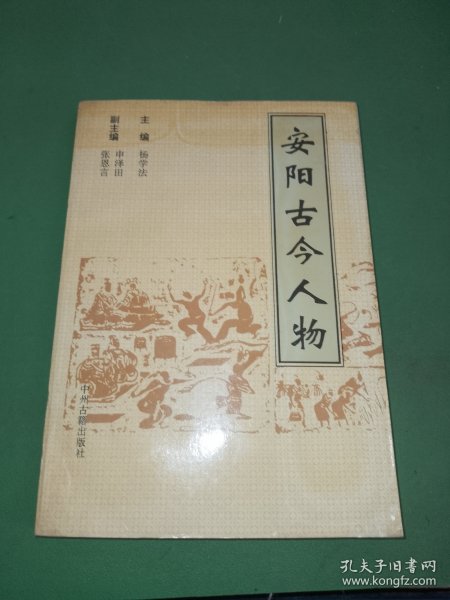 安阳古今人物
主编 杨学法
副主编 申泽田
张恩言
中州古籍出版社
孔夫子旧书网
www.kongfz.com